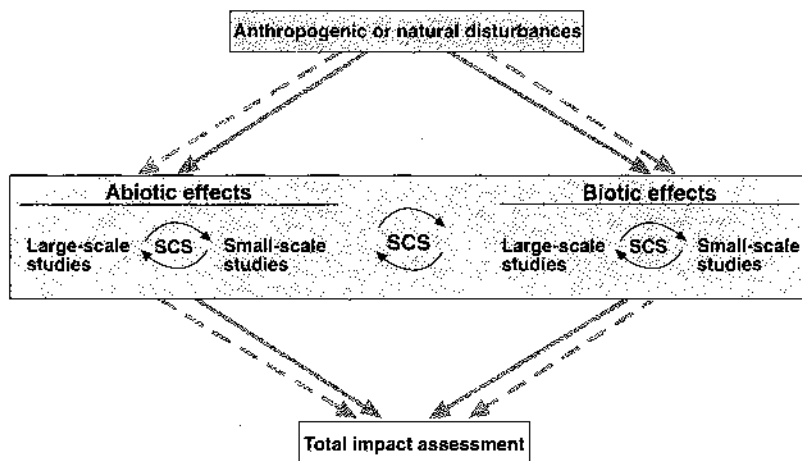 Anthropogenic or natural disturbances
Abiotic effects
Biotic effects
Large-scale studies
SCS
Small-scale studies
SCS
Large-scale studies
SCS
Small-scale studies
Total impact assessment